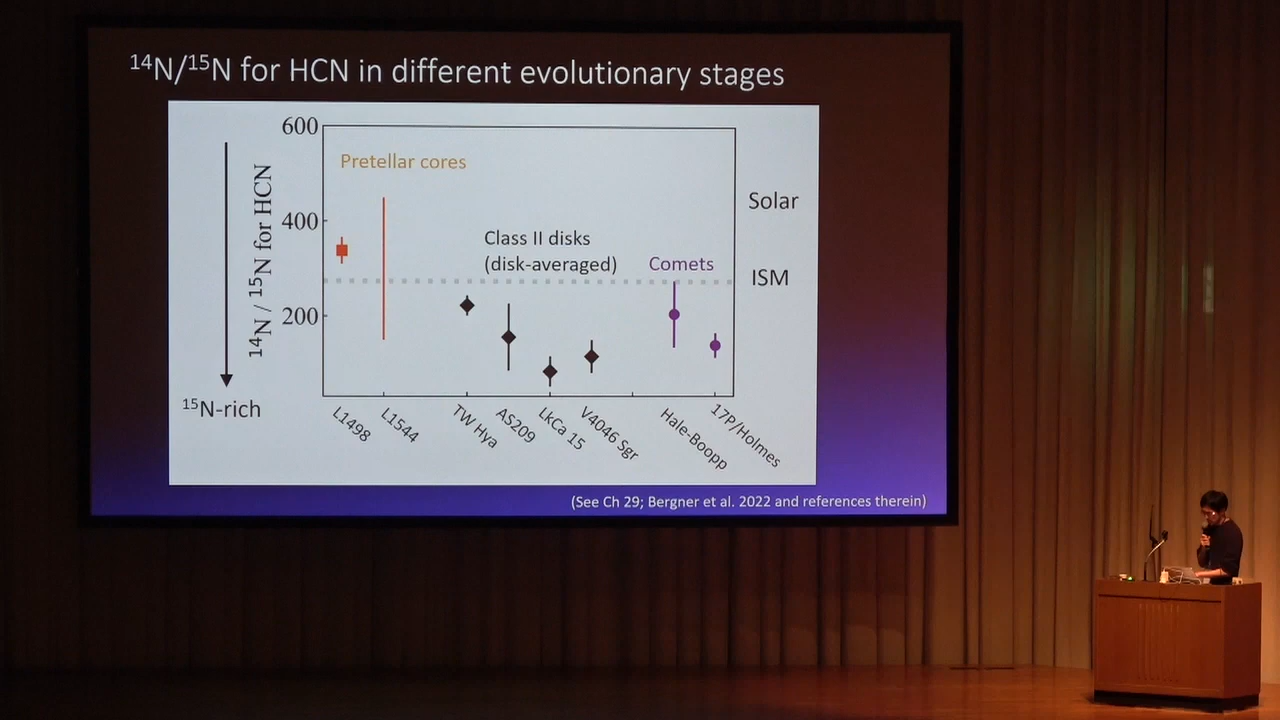 ¹⁴N/¹⁵N for HCN in different evolutionary stages
600
Pretellar cores
Solar
400
¹⁴N / ¹⁵N for HCN
Class II disks
(disk-averaged)
Comets
ISM
200
¹⁵N-rich
L1498
L1544
TW Hya
AS209
LkCa 15
V4046 Sgr
Hale-Boopp
17P/Holmes
(See Ch 29; Bergner et al. 2022 and references therein)